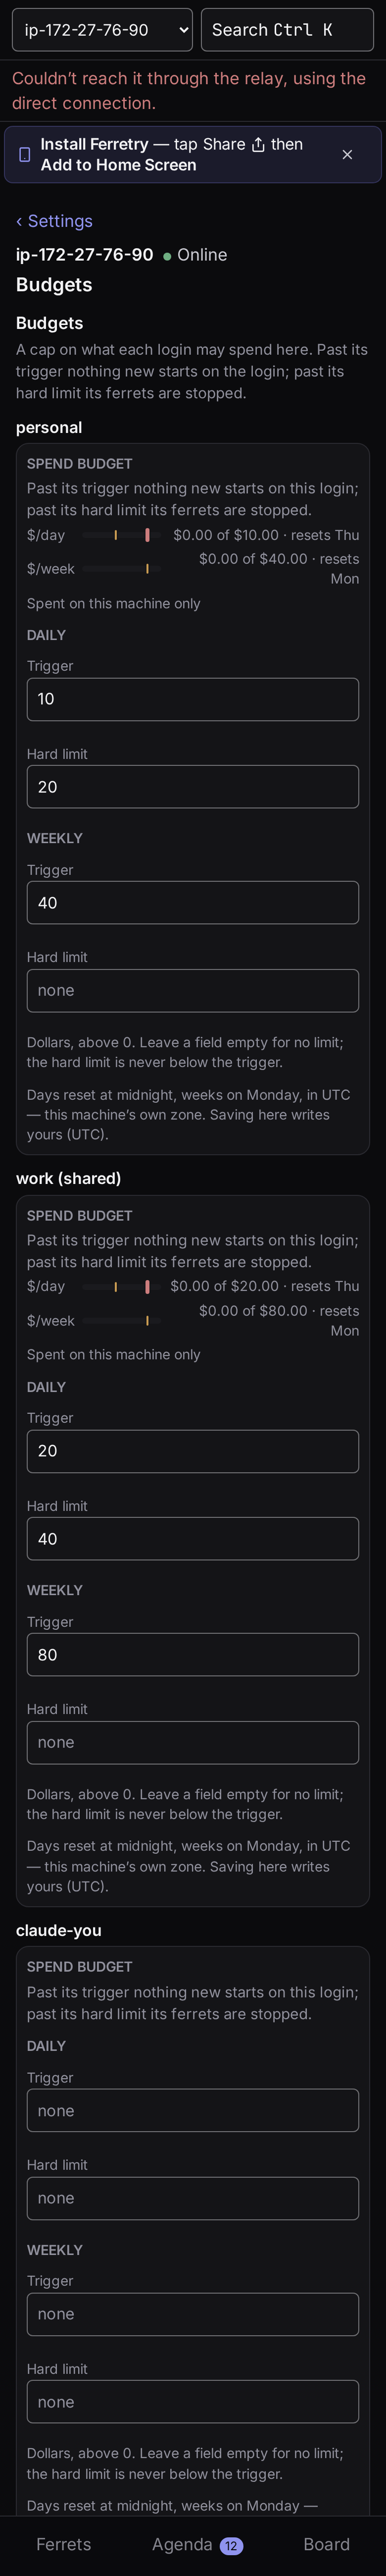 ip-172-27-76-90
Search Ctrl K
Couldn’t reach it through the relay, using the
direct connection.
Install Ferretry — tap Share then
Add to Home Screen
‹ Settings
ip-172-27-76-90 Online
Budgets
Budgets
A cap on what each login may spend here. Past its
trigger nothing new starts on the login; past its
hard limit its ferrets are stopped.
personal
SPEND BUDGET
Past its trigger nothing new starts on this login;
past its hard limit its ferrets are stopped.
$/day $0.00 of $10.00 · resets Thu
$/week $0.00 of $40.00 · resets
Mon
Spent on this machine only
DAILY
Trigger
10
Hard limit
20
WEEKLY
Trigger
40
Hard limit
none
Dollars, above 0. Leave a field empty for no limit;
the hard limit is never below the trigger.
Days reset at midnight, weeks on Monday, in UTC
— this machine’s own zone. Saving here writes
yours (UTC).
work (shared)
SPEND BUDGET
Past its trigger nothing new starts on this login;
past its hard limit its ferrets are stopped.
$/day $0.00 of $20.00 · resets Thu
$/week $0.00 of $80.00 · resets
Mon
Spent on this machine only
DAILY
Trigger
20
Hard limit
40
WEEKLY
Trigger
80
Hard limit
none
Dollars, above 0. Leave a field empty for no limit;
the hard limit is never below the trigger.
Days reset at midnight, weeks on Monday, in UTC
— this machine’s own zone. Saving here writes
yours (UTC).
claude-you
SPEND BUDGET
Past its trigger nothing new starts on this login;
past its hard limit its ferrets are stopped.
DAILY
Trigger
none
Hard limit
none
WEEKLY
Trigger
none
Hard limit
none
Dollars, above 0. Leave a field empty for no limit;
the hard limit is never below the trigger.
Days reset at midnight, weeks on Monday —
Ferrets Agenda 12 Board